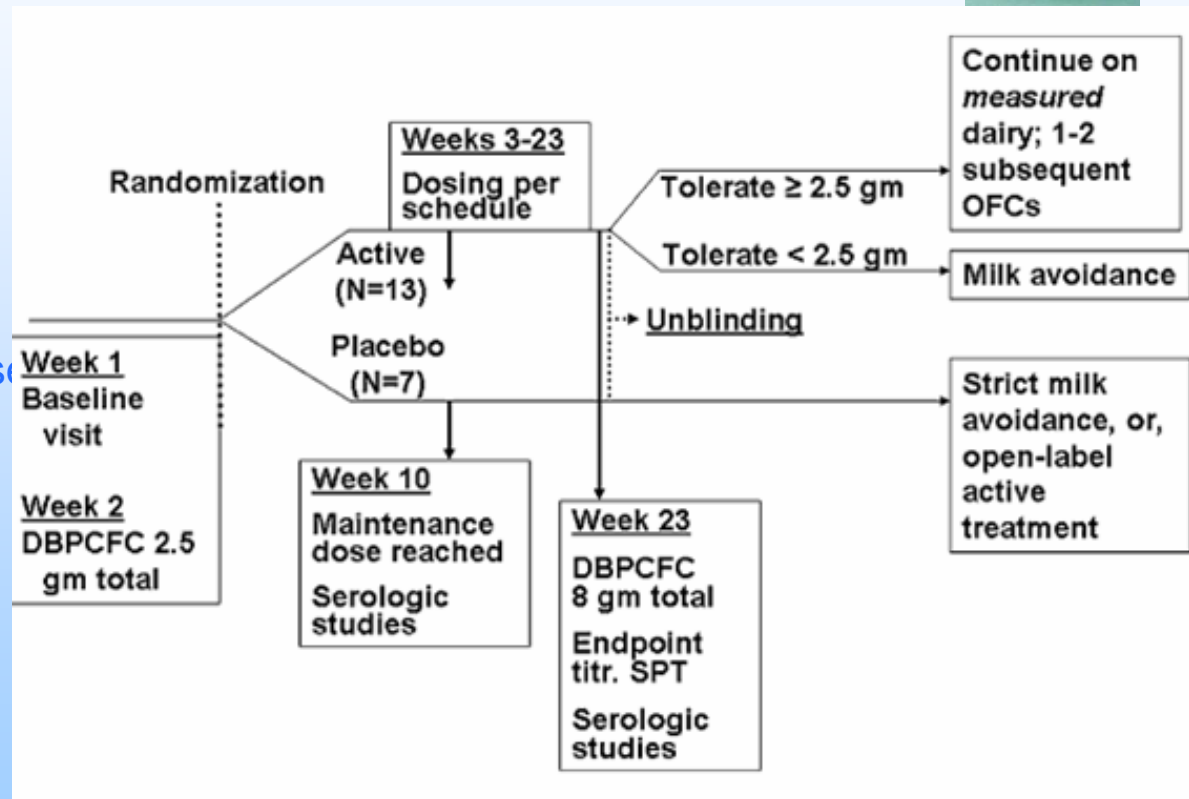 Randomization
Week 1
Baseline
visit
Week 2
DBPCFC 2.5
gm total
Weeks 3-23
Dosing per
schedule
Active
(N=13)
Placebo
(N=7)
Week 10
Maintenance
dose reached
Serologic
studies
Week 23
DBPCFC
8 gm total
Endpoint
titr. SPT
Serologic
studies
Tolerate ≥ 2.5 gm
Tolerate < 2.5 gm
Unblinding
Continue on
measured
dairy; 1-2
subsequent
OFCs
Milk avoidance
Strict milk
avoidance, or,
open-label
active
treatment